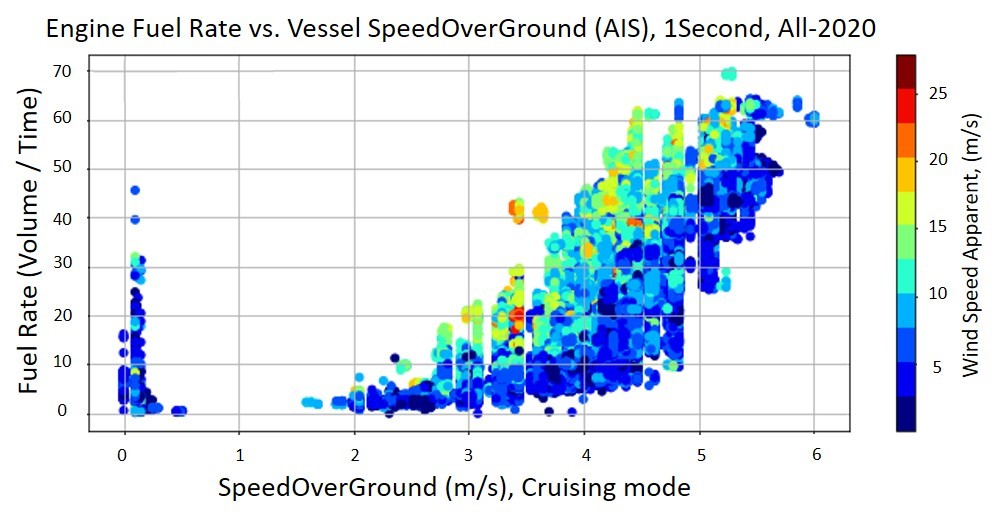 Engine Fuel Rate vs. Vessel SpeedOverGround (AIS), 1Second, All-2020
Fuel Rate (Volume / Time)
70
60
50
40
30
20
10
0
0 1 2 3 4 5 6
SpeedOverGround (m/s), Cruising mode
25
20
15
10
5
Wind Speed Apparent, (m/s)